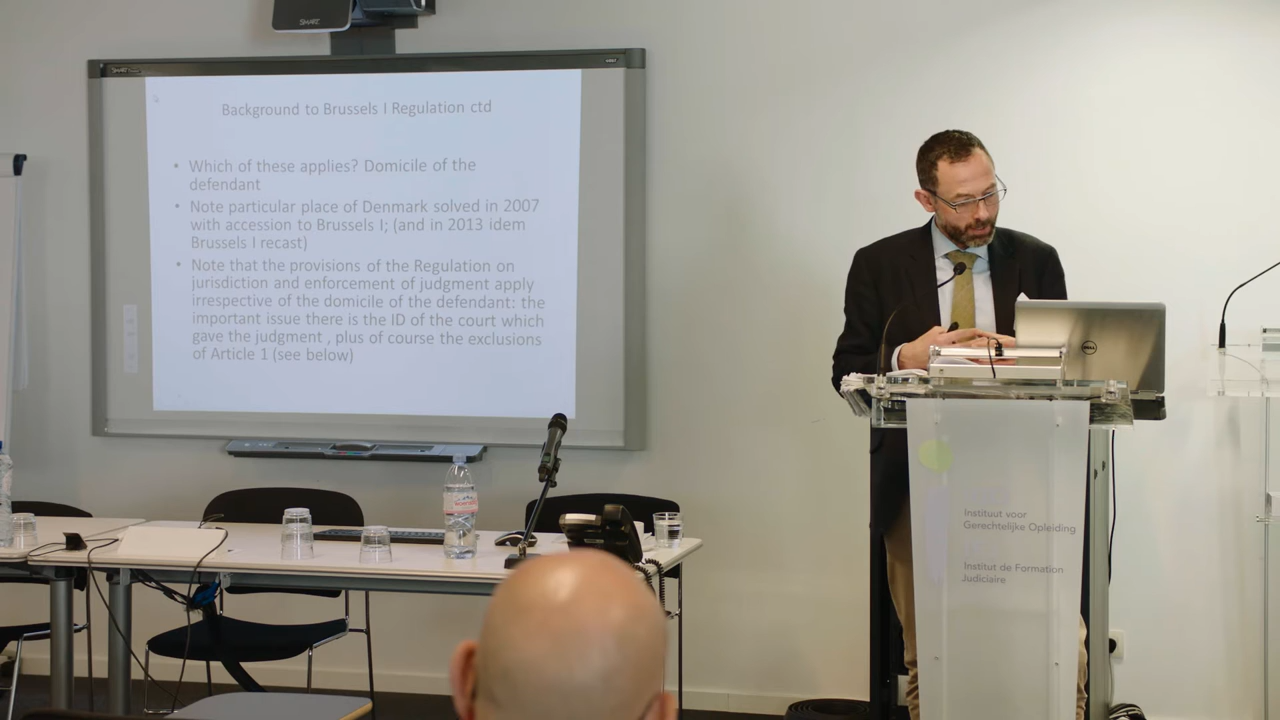 SMART
SMART
Background to Brussels I Regulation ctd
• Which of these applies? Domicile of the
defendant
• Note particular place of Denmark solved in 2007
with accession to Brussels I; (and in 2013 idem
Brussels I recast)
• Note that the provisions of the Regulation on
jurisdiction and enforcement of judgment apply
irrespective of the domicile of the defendant: the
important issue there is the ID of the court which
gave the judgment , plus of course the exclusions
of Article 1 (see below)
DELL
Instituut voor
Gerechtelijke Opleiding
Institut de Formation
Judiciaire